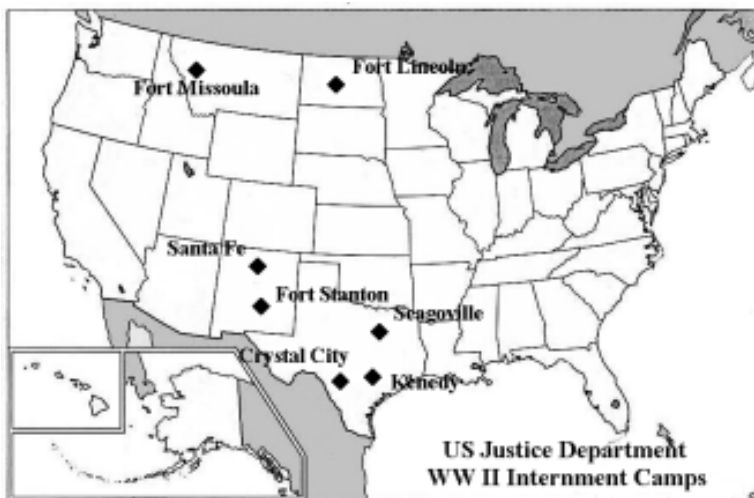 Fort Lincoln
Fort Missoula
Santa Fe
Fort Stanton
Seagoville
Crystal City
Kenedy
US Justice Department
WW II Internment Camps